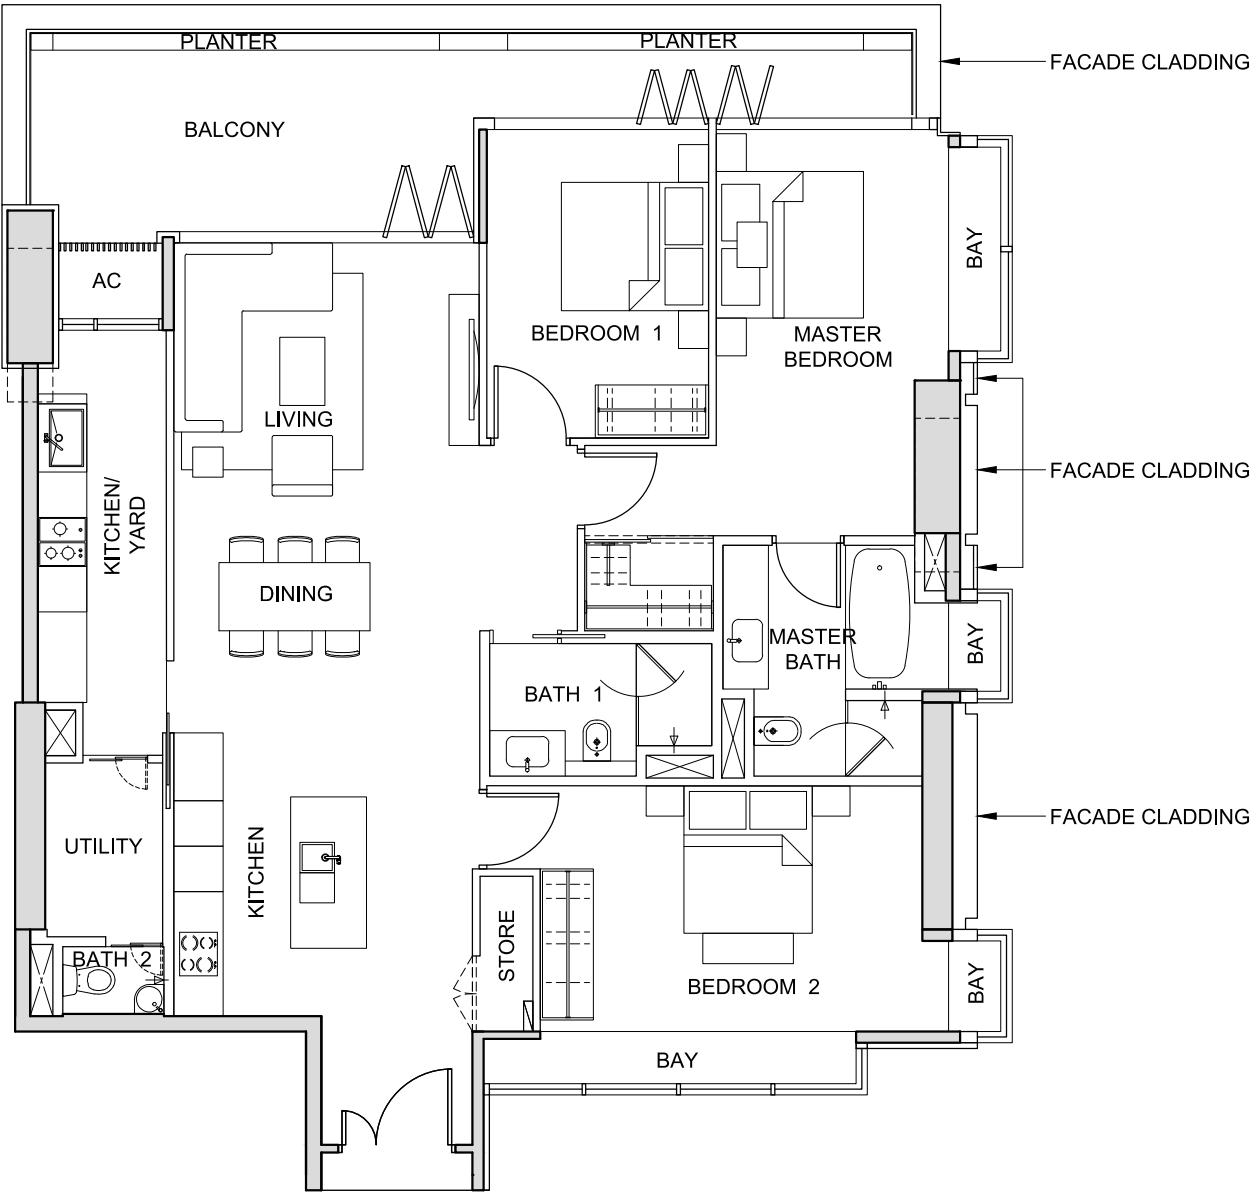 PLANTER
PLANTER
FACADE CLADDING
BALCONY
BAY
AC
BEDROOM 1
MASTER
BEDROOM
LIVING
FACADE CLADDING
KITCHEN/
YARD
DINING
MASTER
BATH
BAY
BATH 1
FACADE CLADDING
UTILITY
KITCHEN
STORE
BATH 2
BEDROOM 2
BAY
BAY